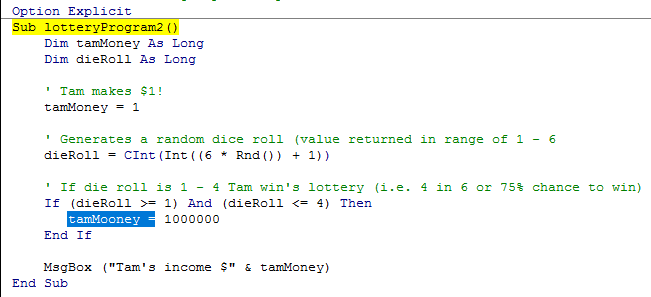 Option Explicit
Sub lotteryProgram2()
Dim tamMoney As Long
Dim dieRoll As Long
' Tam makes $1!
tamMoney = 1
' Generates a random dice roll (value returned in range of 1 - 6
dieRoll = CInt(Int((6 * Rnd()) + 1))
' If die roll is 1 - 4 Tam win's lottery (i.e. 4 in 6 or 75% chance to win)
If (dieRoll >= 1) And (dieRoll <= 4) Then
tamMooney = 1000000
End If
MsgBox ("Tam's income $" & tamMoney)
End Sub